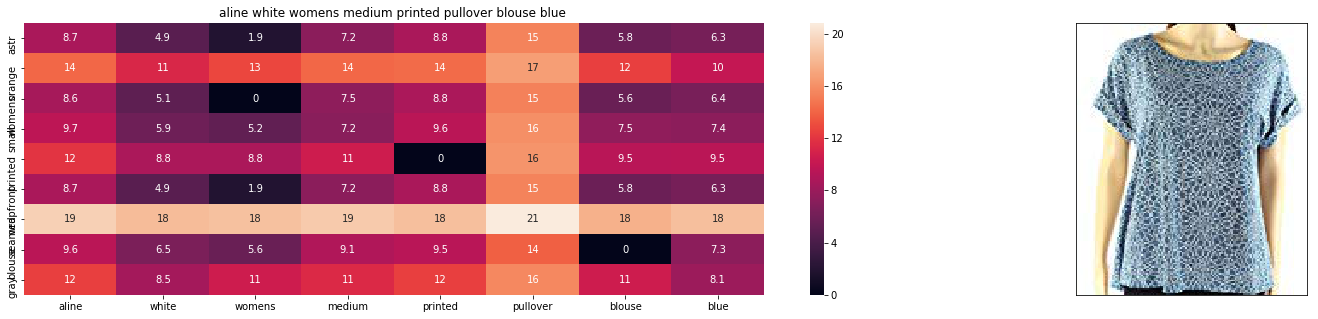 aline white womens medium printed pullover blouse blue
astr 8.7 4.9 1.9 7.2 8.8 15 5.8 6.3
orange 14 11 13 14 14 17 12 10
womens 8.6 5.1 0 7.5 8.8 15 5.6 6.4
small 9.7 5.9 5.2 7.2 9.6 16 7.5 7.4
printed 12 8.8 8.8 11 0 16 9.5 9.5
8.7 4.9 1.9 7.2 8.8 15 5.8 6.3
19 18 18 19 18 21 18 18
blouse 9.6 6.5 5.6 9.1 9.5 14 0 7.3
gray 12 8.5 11 11 12 16 11 8.1
aline white womens medium printed pullover blouse blue
20
16
12
8
4
0